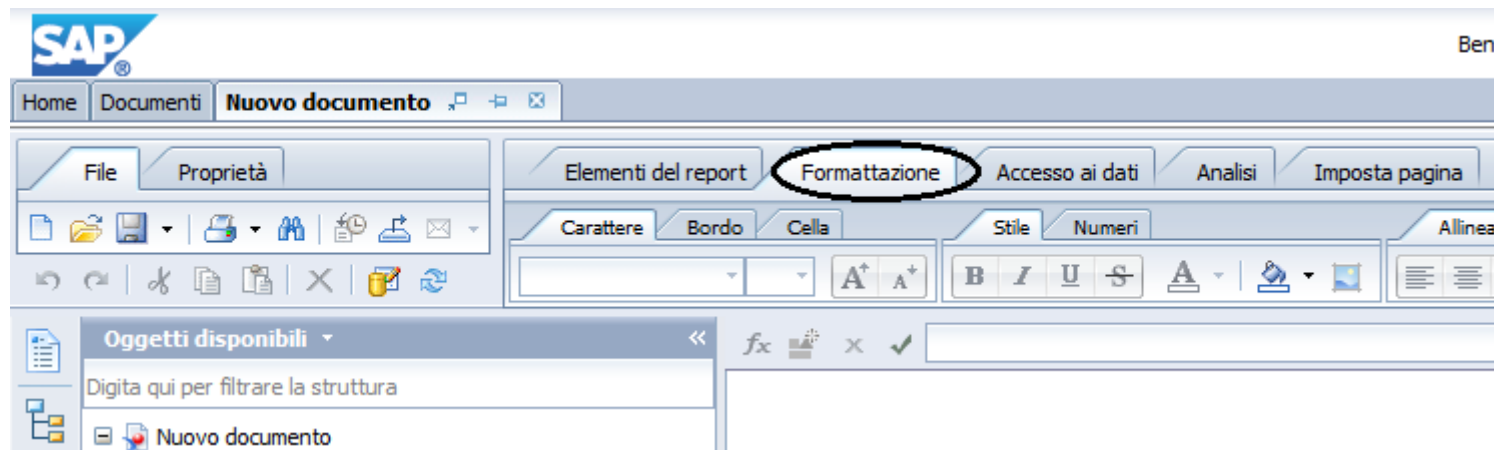 SAP®
Ben
Home Documenti Nuovo documento
File Proprietà
Elementi del report Formattazione Accesso ai dati Analisi Imposta pagina
Carattere Bordo Cella Stile Numeri Allinea
A A B I U S A
Oggetti disponibili
fx
Digita qui per filtrare la struttura
Nuovo documento